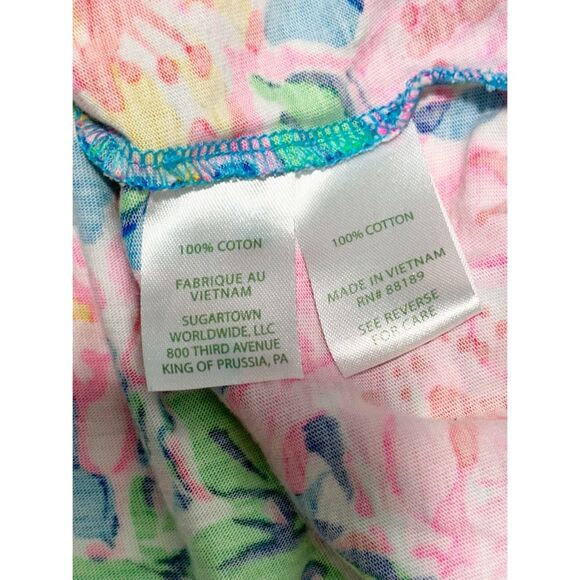 100% COTON
FABRIQUE AU
VIETNAM
SUGARTOWN
WORLDWIDE, LLC
800 THIRD AVENUE
KING OF PRUSSIA, PA
100% COTTON
MADE IN VIETNAM
RN# 88189
SEE REVERSE
FOR CARE